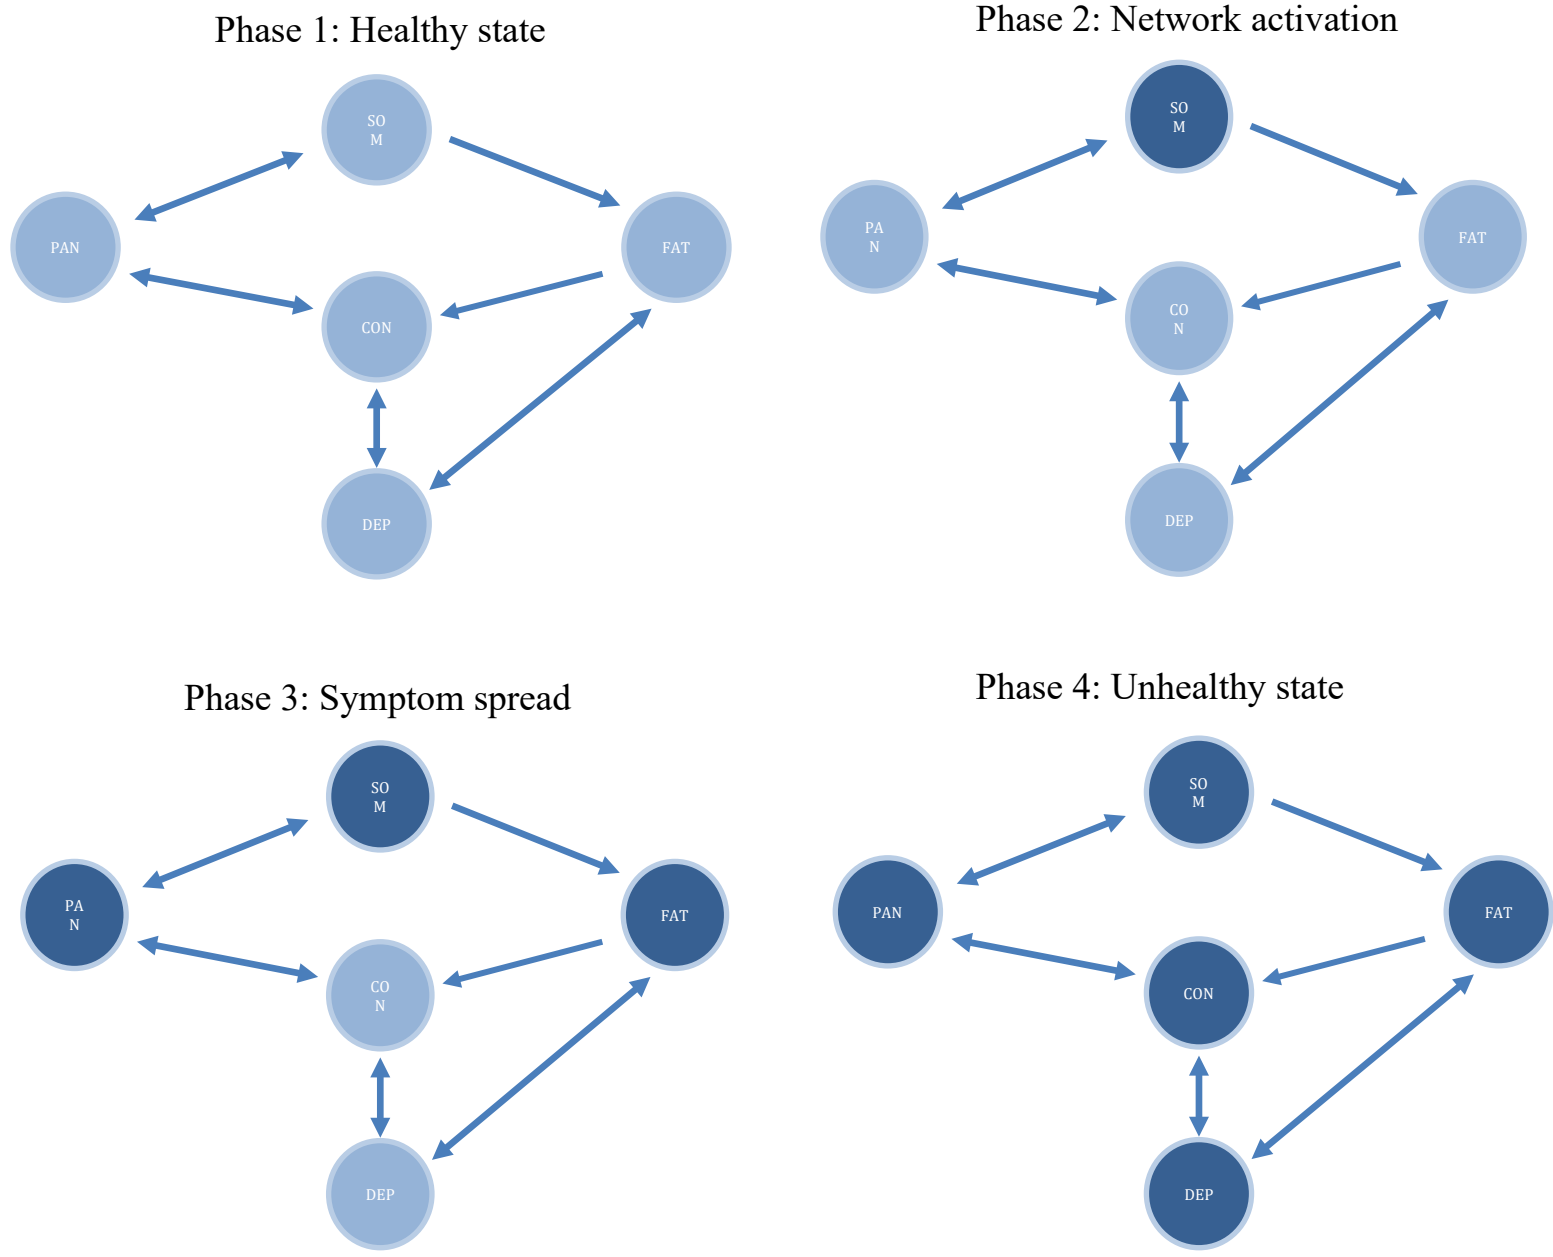 Phase 1: Healthy state
SO
M
PAN
FAT
CON
DEP
Phase 2: Network activation
SO
M
PA
N
FAT
CO
N
DEP
Phase 3: Symptom spread
SO
M
PA
N
FAT
CO
N
DEP
Phase 4: Unhealthy state
SO
M
PAN
FAT
CON
DEP